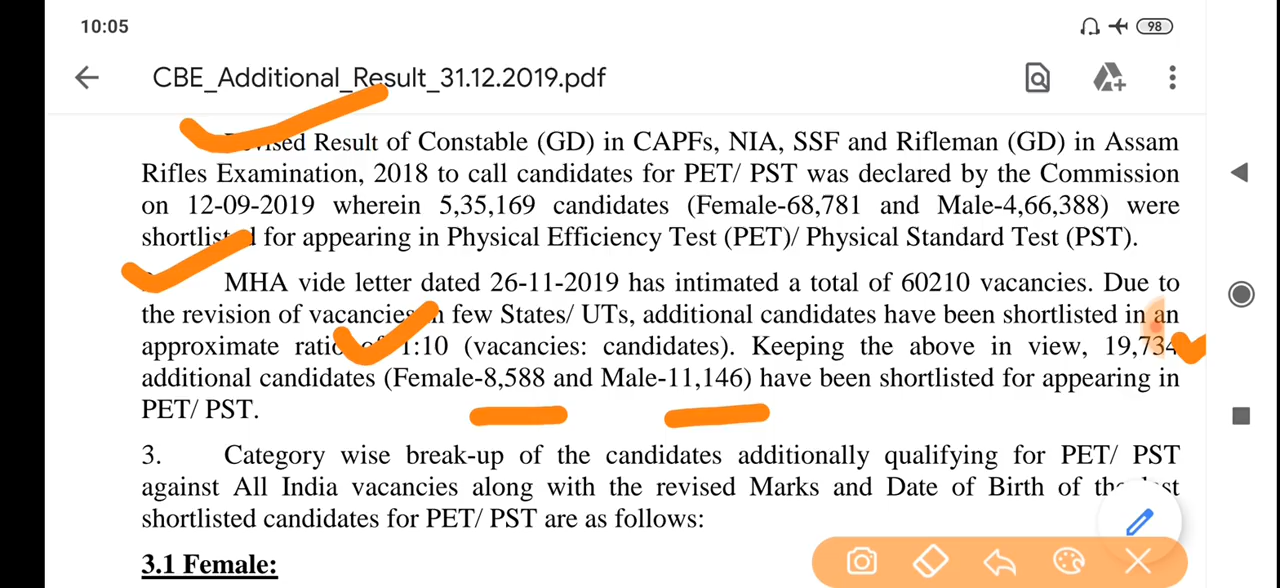 10:05
98
CBE_Additional_Result_31.12.2019.pdf
Result of Constable (GD) in CAPFs, NIA, SSF and Rifleman (GD) in Assam
Rifles Examination, 2018 to call candidates for PET/ PST was declared by the Commission
on 12-09-2019 wherein 5,35,169 candidates (Female-68,781 and Male-4,66,388) were
shortlisted for appearing in Physical Efficiency Test (PET)/ Physical Standard Test (PST).
MHA vide letter dated 26-11-2019 has intimated a total of 60210 vacancies. Due to
the revision of vacancies in few States/ UTs, additional candidates have been shortlisted in an
approximate ratio of 1:10 (vacancies: candidates). Keeping the above in view, 19,734
additional candidates (Female-8,588 and Male-11,146) have been shortlisted for appearing in
PET/ PST.
3. Category wise break-up of the candidates additionally qualifying for PET/ PST
against All India vacancies along with the revised Marks and Date of Birth of the last
shortlisted candidates for PET/ PST are as follows:
3.1 Female: